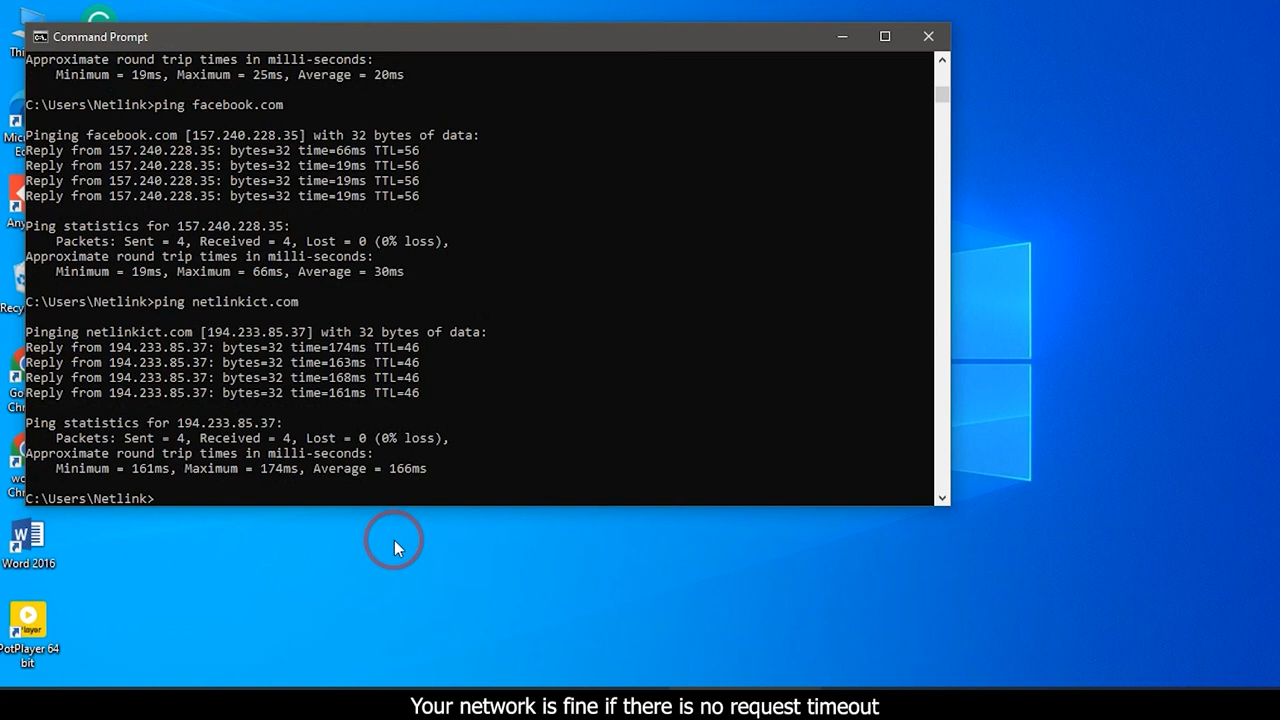 Command Prompt
Approximate round trip times in milli-seconds:
Minimum = 19ms, Maximum = 25ms, Average = 20ms
C:\Users\Netlink>ping facebook.com
Pinging facebook.com [157.240.228.35] with 32 bytes of data:
Reply from 157.240.228.35: bytes=32 time=66ms TTL=56
Reply from 157.240.228.35: bytes=32 time=19ms TTL=56
Reply from 157.240.228.35: bytes=32 time=19ms TTL=56
Reply from 157.240.228.35: bytes=32 time=19ms TTL=56
Ping statistics for 157.240.228.35:
Packets: Sent = 4, Received = 4, Lost = 0 (0% loss),
Approximate round trip times in milli-seconds:
Minimum = 19ms, Maximum = 66ms, Average = 30ms
C:\Users\Netlink>ping netlinkict.com
Pinging netlinkict.com [194.233.85.37] with 32 bytes of data:
Reply from 194.233.85.37: bytes=32 time=174ms TTL=46
Reply from 194.233.85.37: bytes=32 time=163ms TTL=46
Reply from 194.233.85.37: bytes=32 time=168ms TTL=46
Reply from 194.233.85.37: bytes=32 time=161ms TTL=46
Ping statistics for 194.233.85.37:
Packets: Sent = 4, Received = 4, Lost = 0 (0% loss),
Approximate round trip times in milli-seconds:
Minimum = 161ms, Maximum = 174ms, Average = 166ms
C:\Users\Netlink>
Word 2016
PotPlayer 64
bit
Your network is fine if there is no request timeout